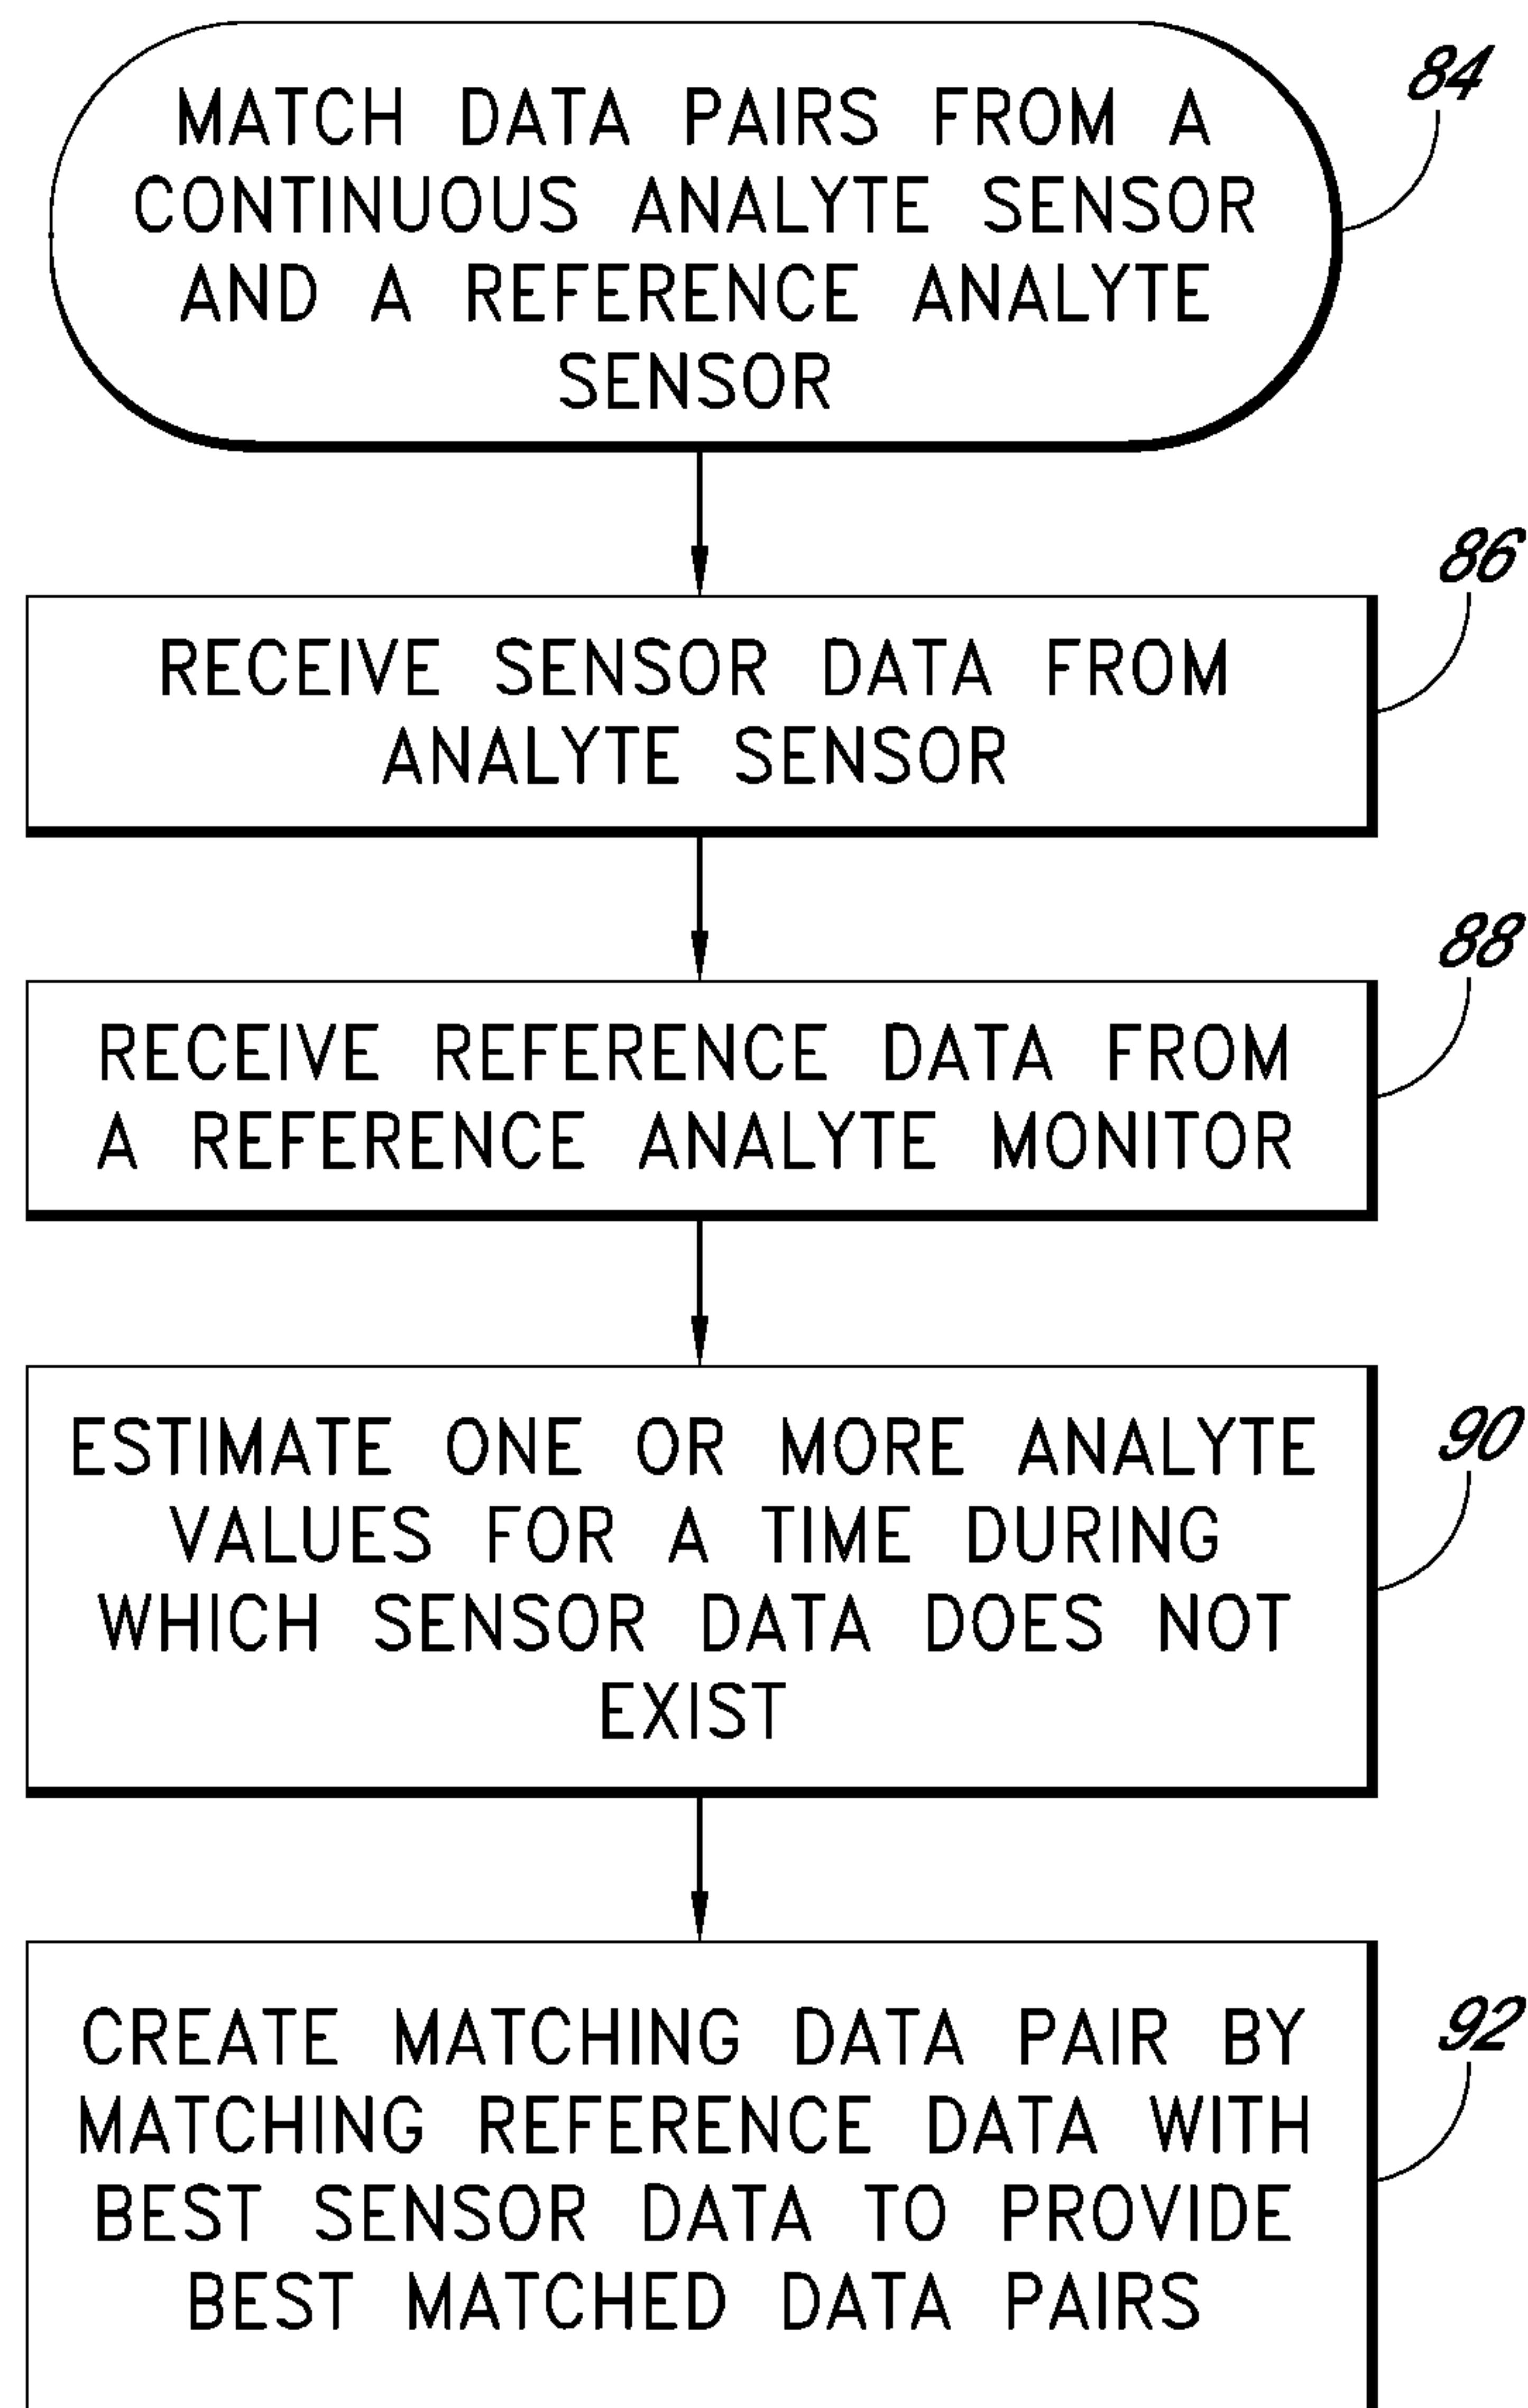 MATCH DATA PAIRS FROM A
CONTINUOUS ANALYTE SENSOR
AND A REFERENCE ANALYTE
SENSOR
84
RECEIVE SENSOR DATA FROM
ANALYTE SENSOR
86
RECEIVE REFERENCE DATA FROM
A REFERENCE ANALYTE MONITOR
88
ESTIMATE ONE OR MORE ANALYTE
VALUES FOR A TIME DURING
WHICH SENSOR DATA DOES NOT
EXIST
90
CREATE MATCHING DATA PAIR BY
MATCHING REFERENCE DATA WITH
BEST SENSOR DATA TO PROVIDE
BEST MATCHED DATA PAIRS
92